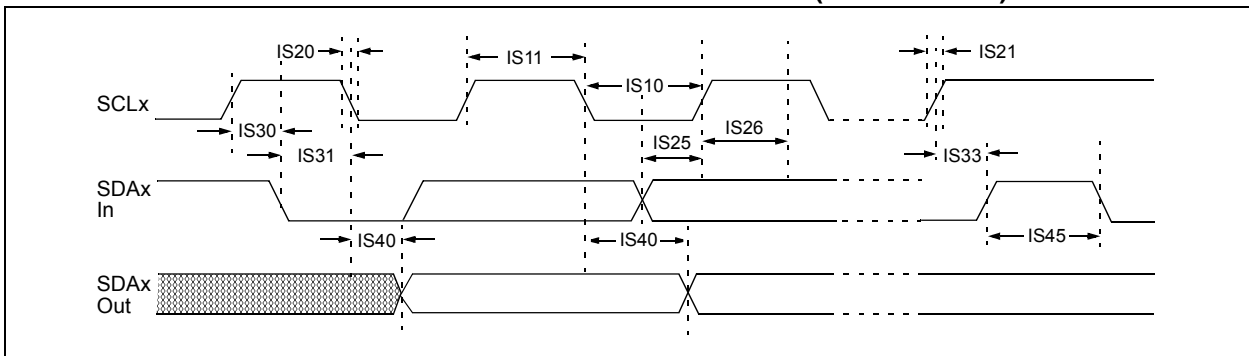 IS20
IS11
IS10
IS21
SCLx
IS30
IS31
IS25
IS26
IS33
SDAx
In
IS40
IS40
IS45
SDAx
Out